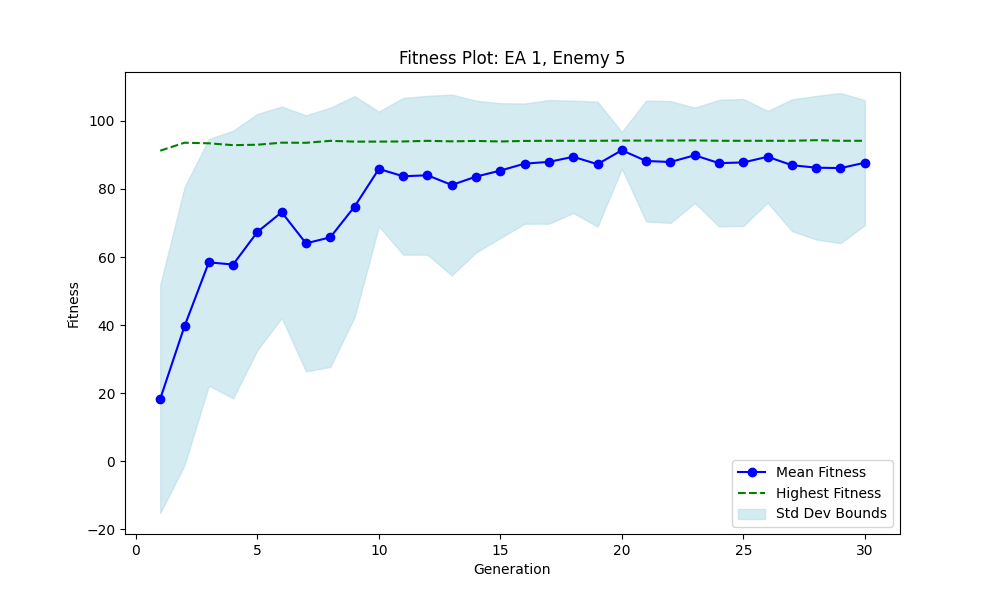 Fitness Plot: EA 1, Enemy 5
Fitness
100
80
60
40
20
0
−20
0 5 10 15 20 25 30
Generation
Mean Fitness
Highest Fitness
Std Dev Bounds